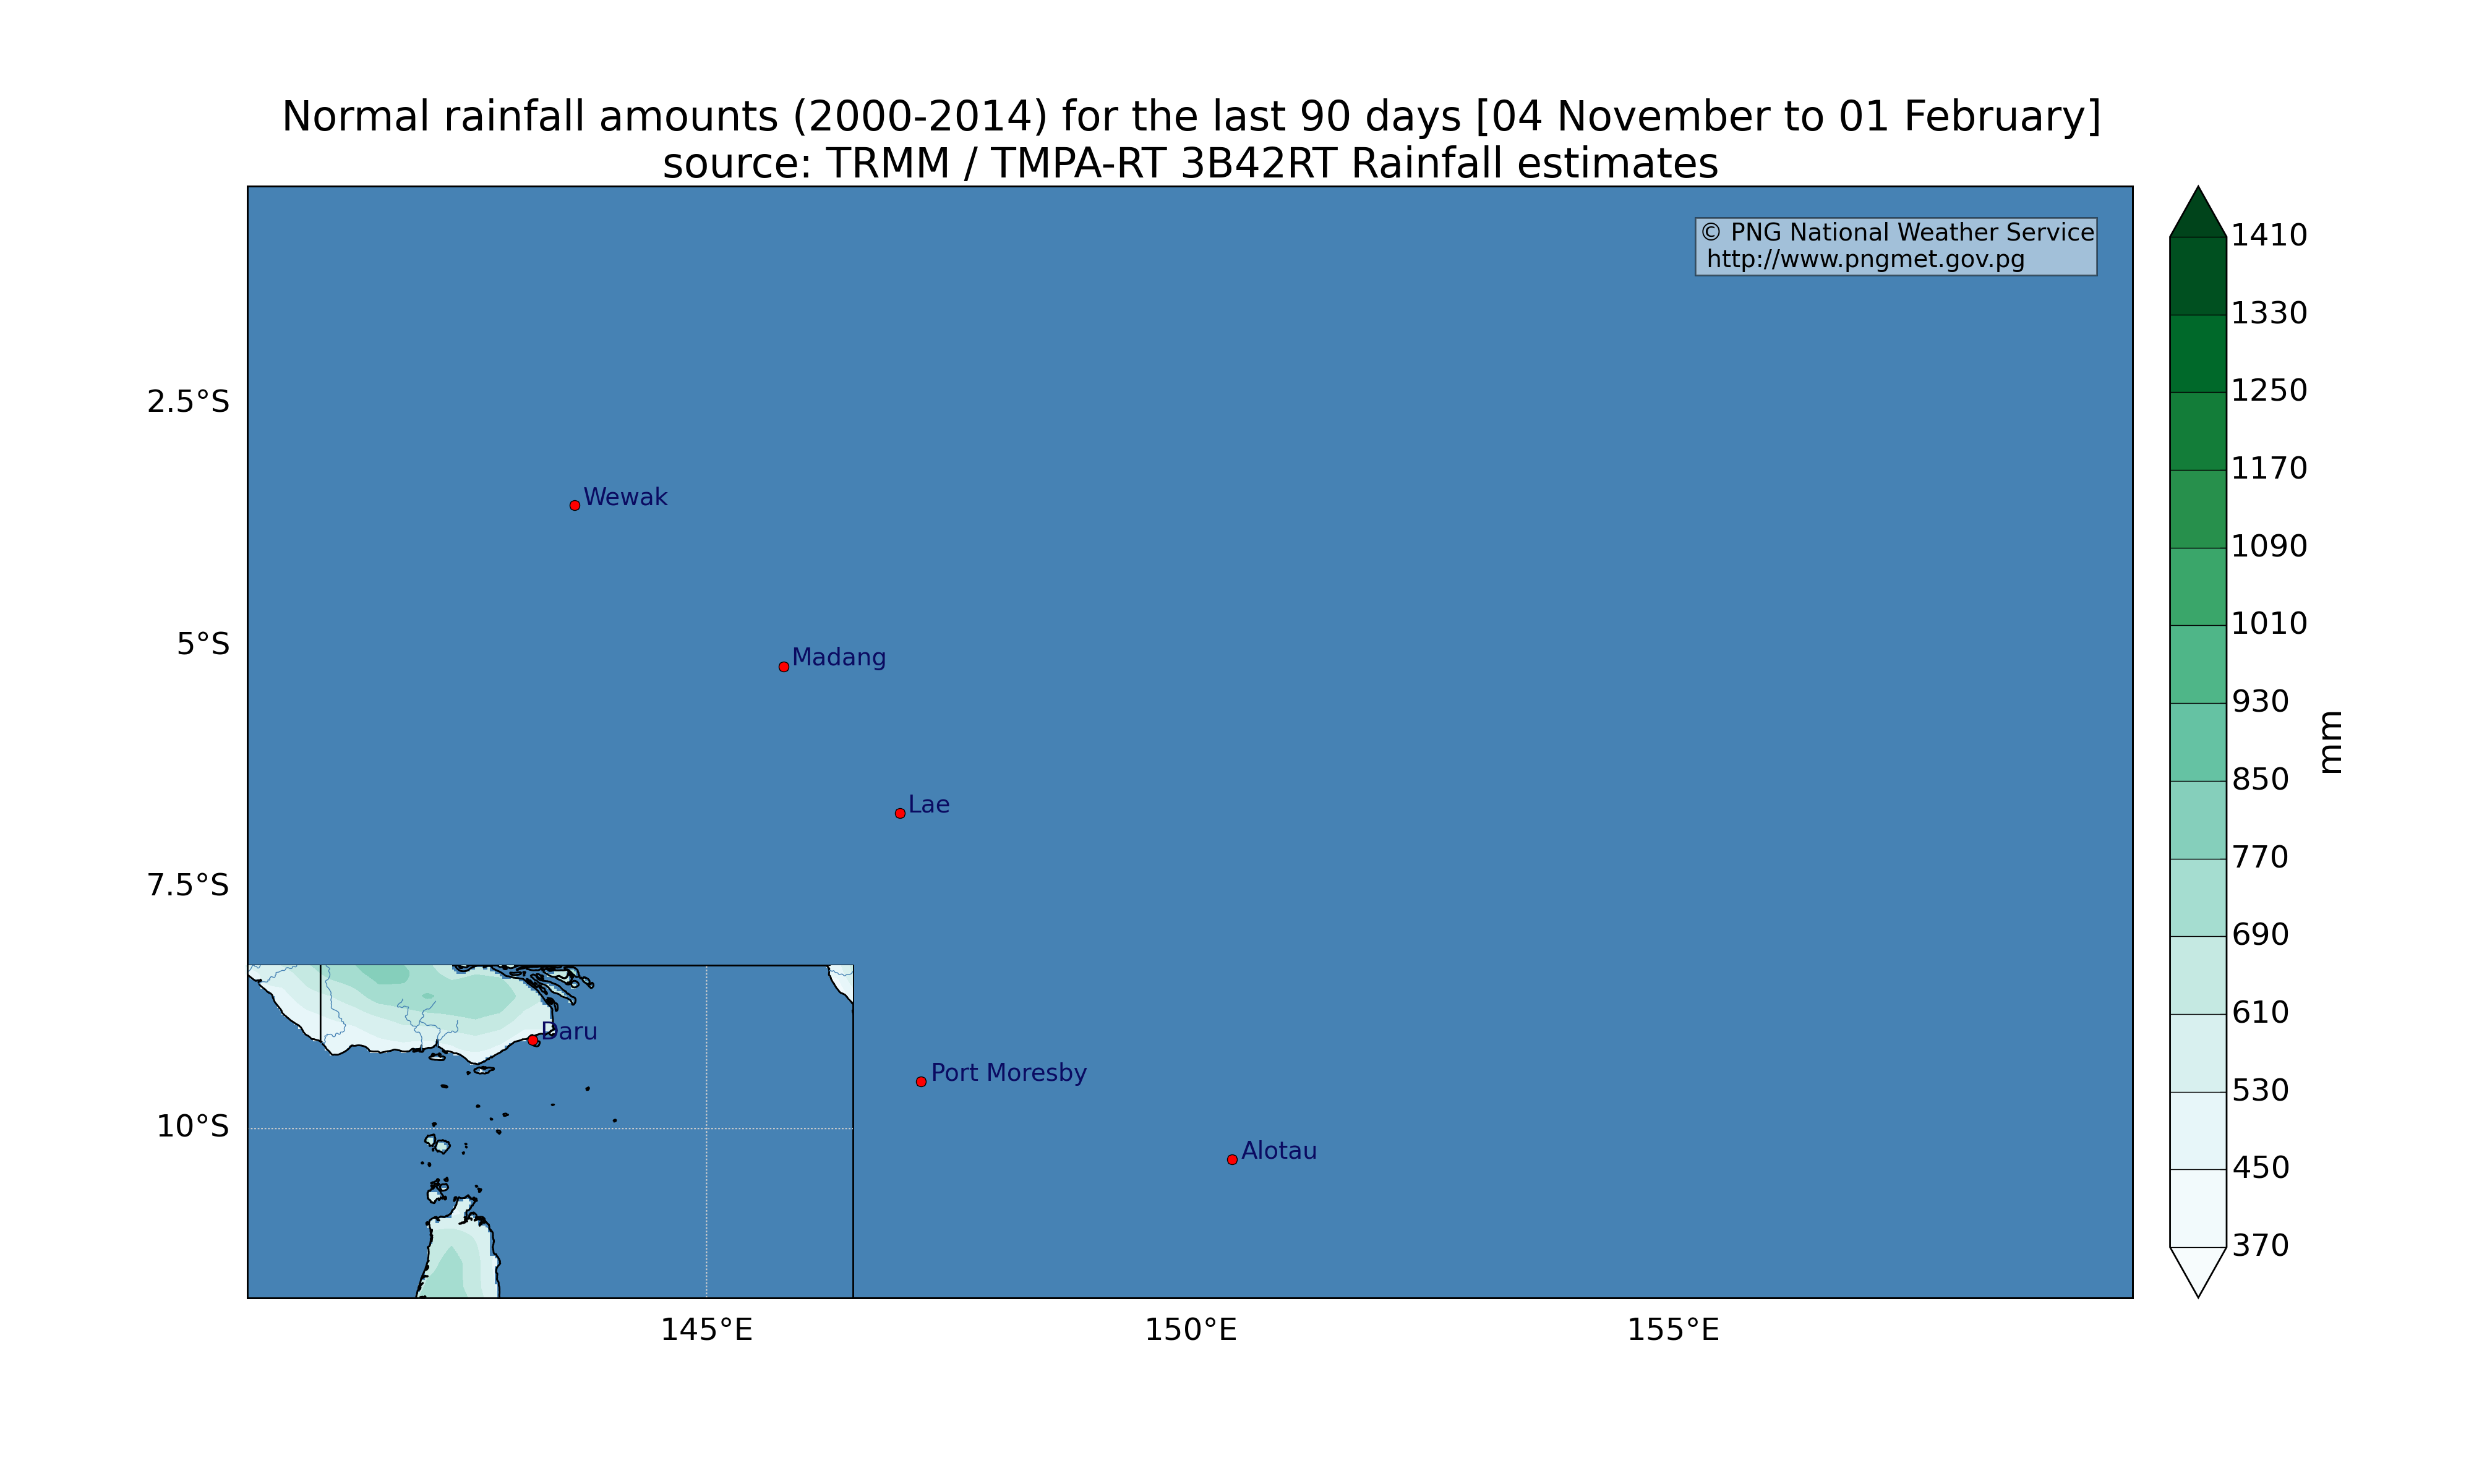 Normal rainfall amounts (2000-2014) for the last 90 days [04 November to 01 February]
source: TRMM / TMPA-RT 3B42RT Rainfall estimates
© PNG National Weather Service
http://www.pngmet.gov.pg
1410
1330
2.5°S
1250
1170
Wewak
1090
1010
5°S
Madang
930
mm
850
Lae
770
7.5°S
690
610
Daru
Port Moresby
530
10°S
Alotau
450
370
145°E
150°E
155°E